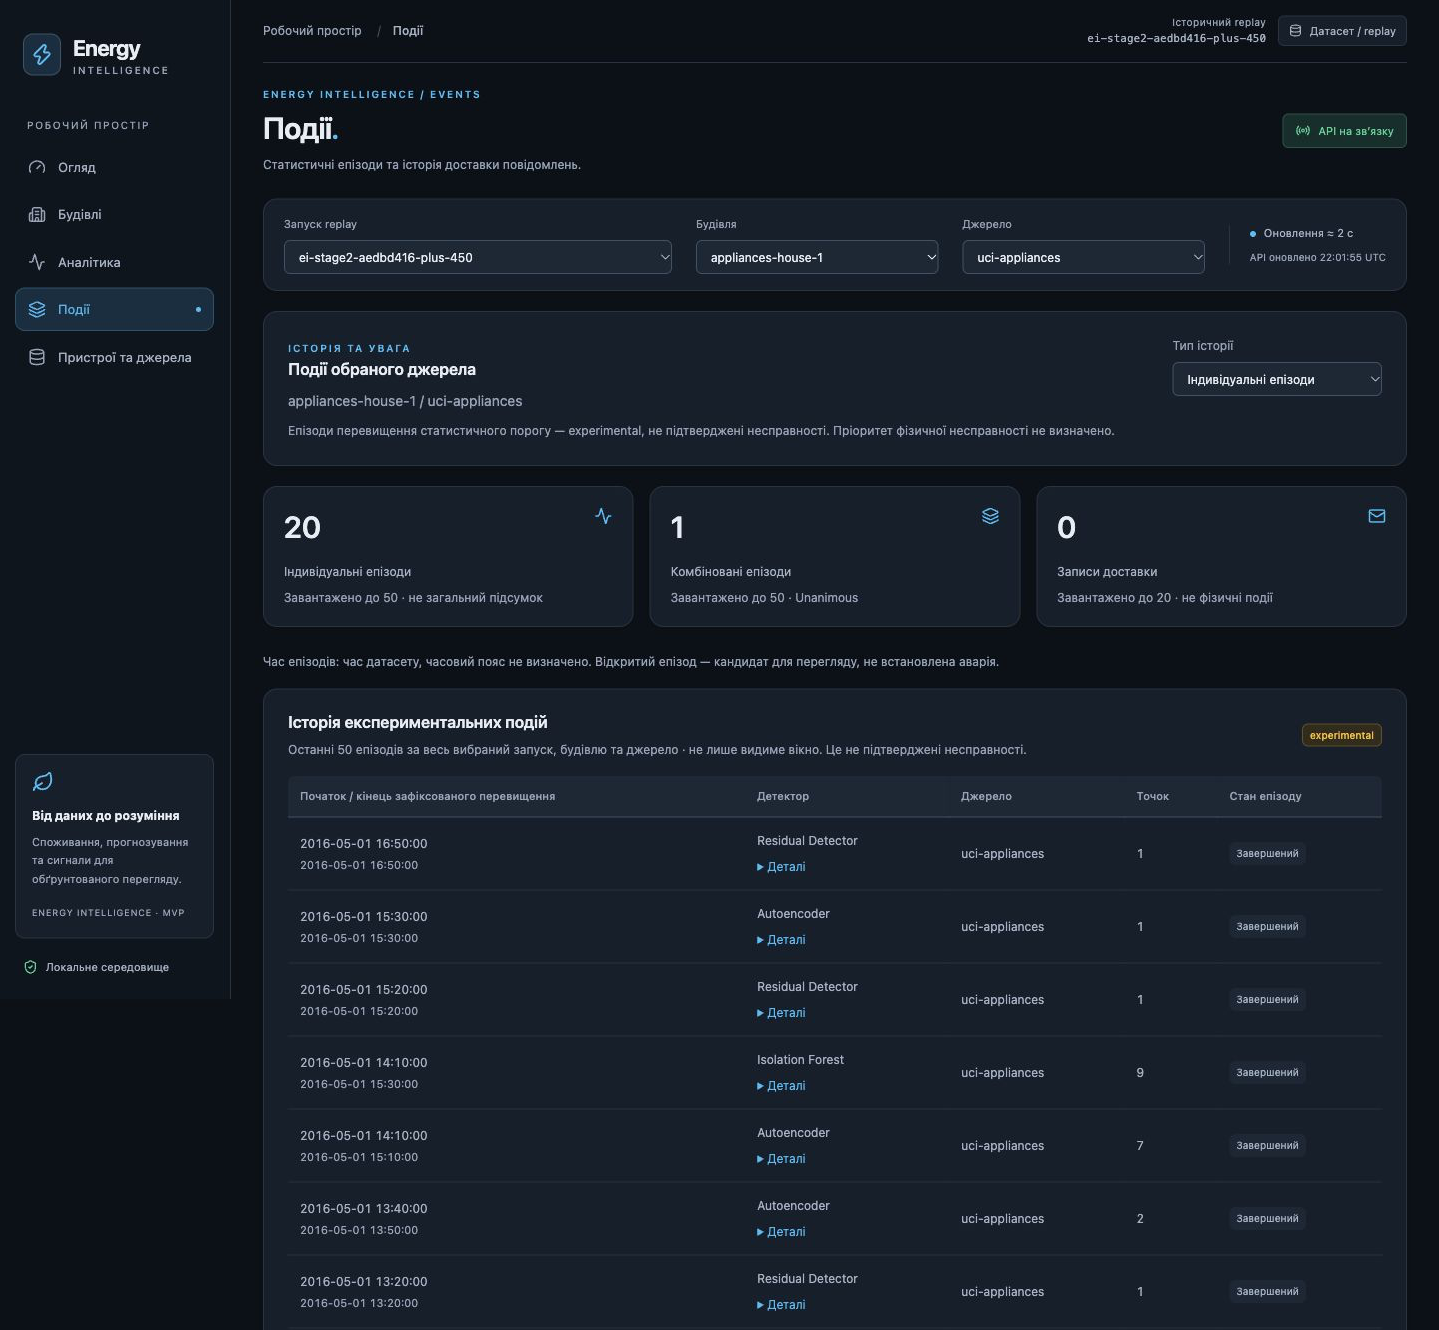 Energy
INTELLIGENCE
РОБОЧИЙ ПРОСТІР
Огляд
Будівлі
Аналітика
Події
Пристрої та джерела
Від даних до розуміння
Споживання, прогнозування
та сигнали для
обґрунтованого перегляду.
ENERGY INTELLIGENCE · MVP
Локальне середовище
Робочий простір / Події
Історичний replay
ei-stage2-aedbd416-plus-450
Датасет / replay
ENERGY INTELLIGENCE / EVENTS
Події.
Статистичні епізоди та історія доставки повідомлень.
API на зв'язку
Запуск replay
ei-stage2-aedbd416-plus-450
Будівля
appliances-house-1
Джерело
uci-appliances
Оновлення ≈ 2 с
API оновлено 22:01:55 UTC
ІСТОРІЯ ТА УВАГА
Події обраного джерела
appliances-house-1 / uci-appliances
Епізоди перевищення статистичного порогу — experimental, не підтверджені несправності. Пріоритет фізичної несправності не визначено.
Тип історії
Індивідуальні епізоди
20
Індивідуальні епізоди
Завантажено до 50 · не загальний підсумок
1
Комбіновані епізоди
Завантажено до 50 · Unanimous
0
Записи доставки
Завантажено до 20 · не фізичні події
Час епізодів: час датасету, часовий пояс не визначено. Відкритий епізод — кандидат для перегляду, не встановлена аварія.
Історія експериментальних подій
Останні 50 епізодів за весь вибраний запуск, будівлю та джерело · не лише видиме вікно. Це не підтверджені несправності.
experimental
Початок / кінець зафіксованого перевищення Детектор Джерело Точок Стан епізоду
2016-05-01 16:50:00
2016-05-01 16:50:00
Residual Detector
▶ Деталі
uci-appliances
1
Завершений
2016-05-01 15:30:00
2016-05-01 15:30:00
Autoencoder
▶ Деталі
uci-appliances
1
Завершений
2016-05-01 15:20:00
2016-05-01 15:20:00
Residual Detector
▶ Деталі
uci-appliances
1
Завершений
2016-05-01 14:10:00
2016-05-01 15:30:00
Isolation Forest
▶ Деталі
uci-appliances
9
Завершений
2016-05-01 14:10:00
2016-05-01 15:10:00
Autoencoder
▶ Деталі
uci-appliances
7
Завершений
2016-05-01 13:40:00
2016-05-01 13:50:00
Autoencoder
▶ Деталі
uci-appliances
2
Завершений
2016-05-01 13:20:00
2016-05-01 13:20:00
Residual Detector
▶ Деталі
uci-appliances
1
Завершений